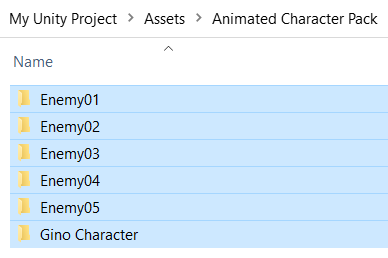 My Unity Project > Assets > Animated Character Pack
Name
Enemy01
Enemy02
Enemy03
Enemy04
Enemy05
Gino Character